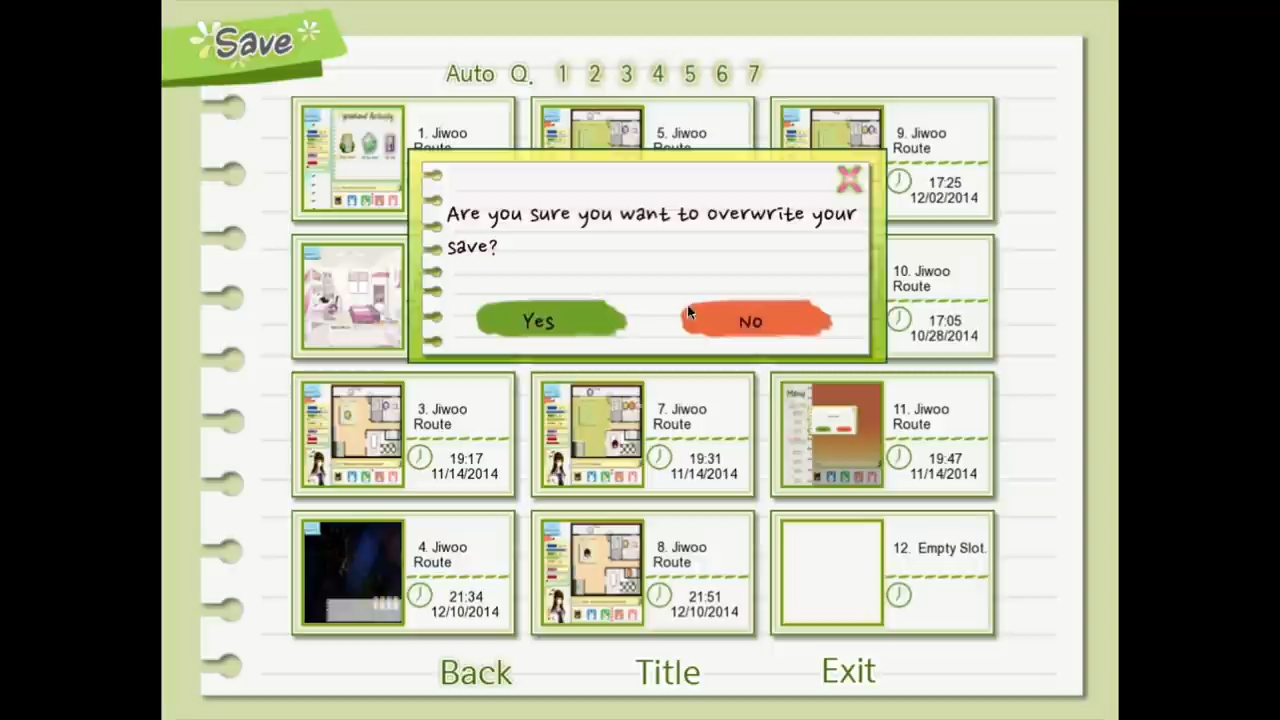 Save
Auto Q. 1 2 3 4 5 6 7
1. Jiwoo
Route
5. Jiwoo
Route
9. Jiwoo
Route
17:25
12/02/2014
Are you sure you want to overwrite your
save?
Yes
No
10. Jiwoo
Route
17:05
10/28/2014
3. Jiwoo
Route
19:17
11/14/2014
7. Jiwoo
Route
19:31
11/14/2014
Menu
11. Jiwoo
Route
19:47
11/14/2014
4. Jiwoo
Route
21:34
12/10/2014
8. Jiwoo
Route
21:51
12/10/2014
12. Empty Slot.
Back
Title
Exit